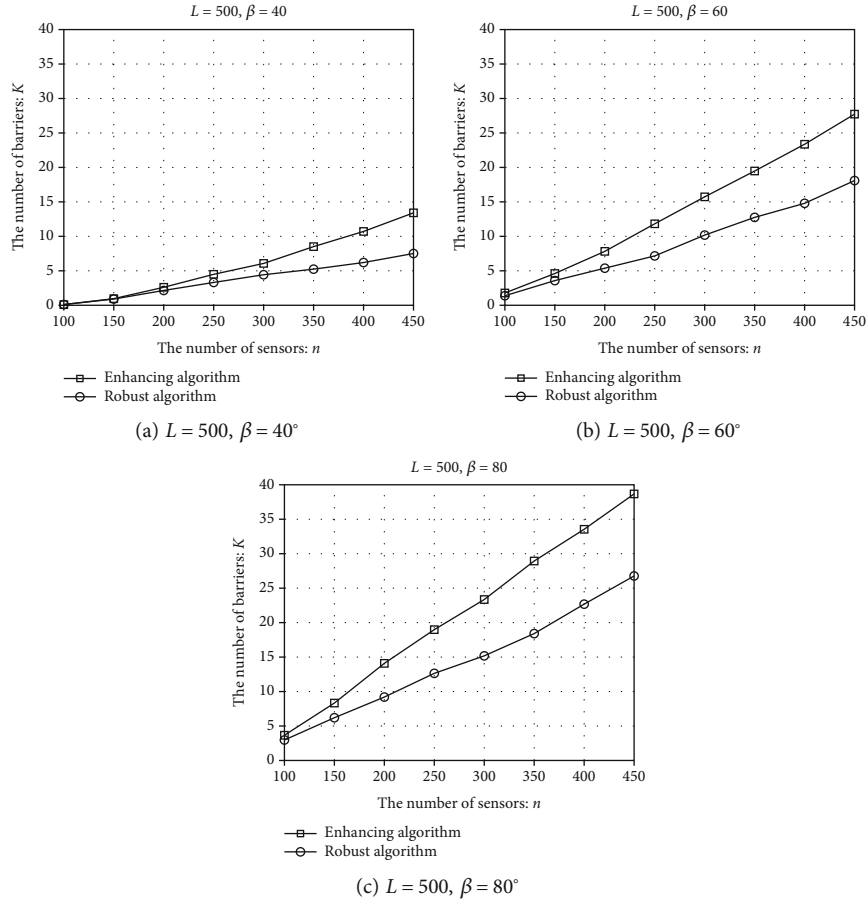 L = 500, β = 40
40
35
30
25
20
15
10
5
0
The number of barriers: K
100 150 200 250 300 350 400 450
The number of sensors: n
Enhancing algorithm
Robust algorithm
(a) L = 500, β = 40°
L = 500, β = 60
40
35
30
25
20
15
10
5
0
The number of barriers: K
100 150 200 250 300 350 400 450
The number of sensors: n
Enhancing algorithm
Robust algorithm
(b) L = 500, β = 60°
L = 500, β = 80
40
35
30
25
20
15
10
5
0
The number of barriers: K
100 150 200 250 300 350 400 450
The number of sensors: n
Enhancing algorithm
Robust algorithm
(c) L = 500, β = 80°